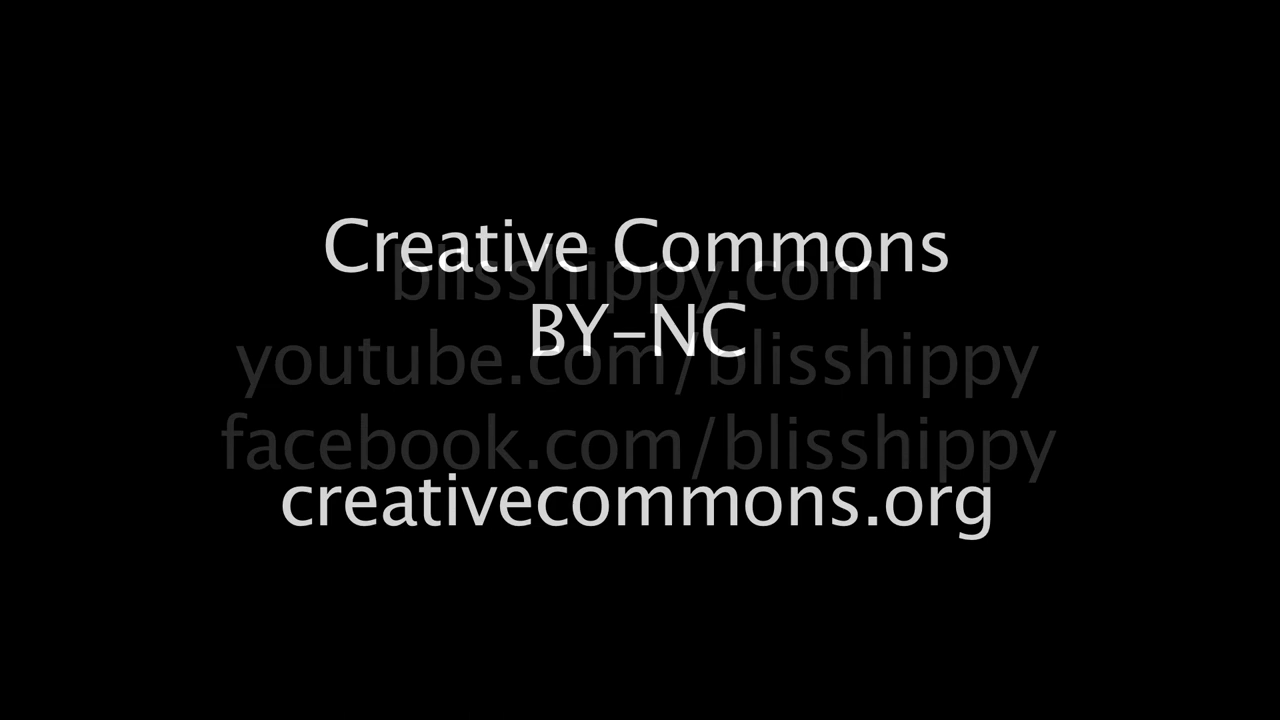 Creative Commons
blisshippy.com
BY-NC
youtube.com/blisshippy
facebook.com/blisshippy
creativecommons.org